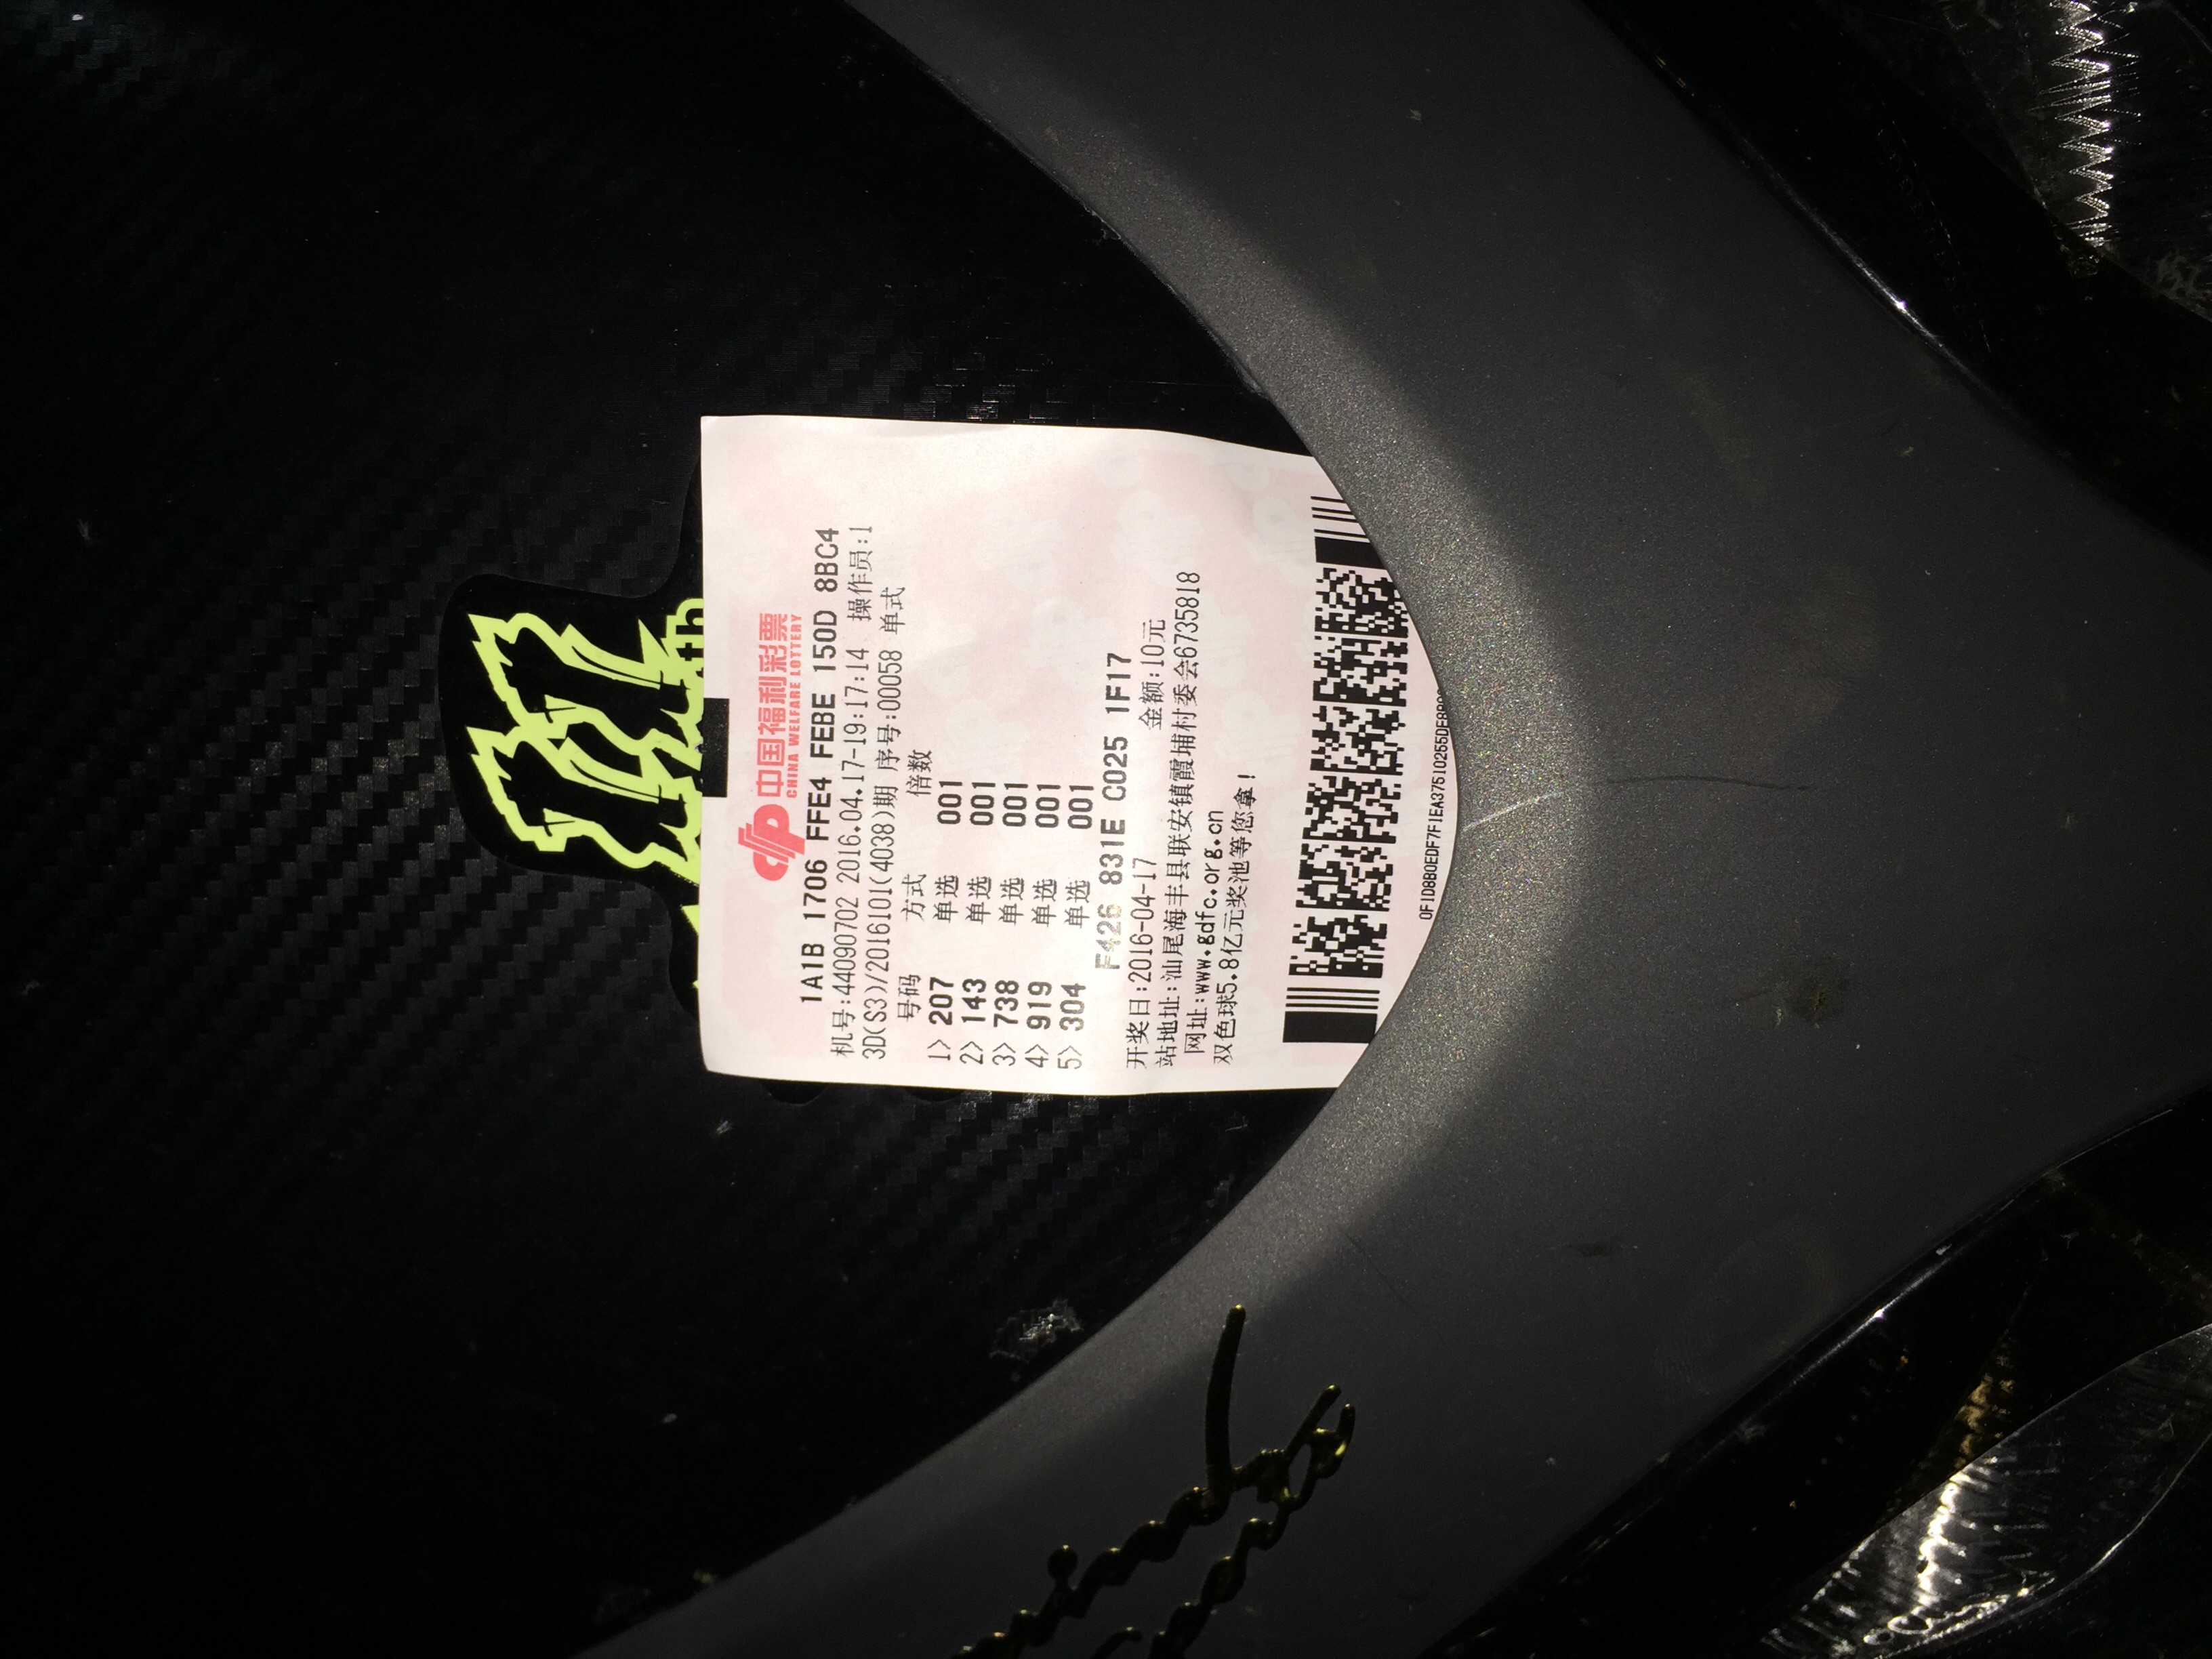 中国福利彩票
CHINA WELFARE LOTTERY
1A1B 1706 FFE4 FEBE 150D 8BC4
机号:44090702 2016.04.17-19:17:14 操作员:1
3D(S3)/2016101(4038)期 序号:00058 单式
号码 方式 倍数
1> 207 单选 001
2> 143 单选 001
3> 738 单选 001
4> 919 单选 001
5> 304 单选 001
F426 831E C025 1F17
开奖日:2016-04-17 金额:10元
站地址:汕尾海丰县联安镇霞埔村委会6735818
网址:www.gdfc.org.cn
双色球5.8亿元奖池等您拿!